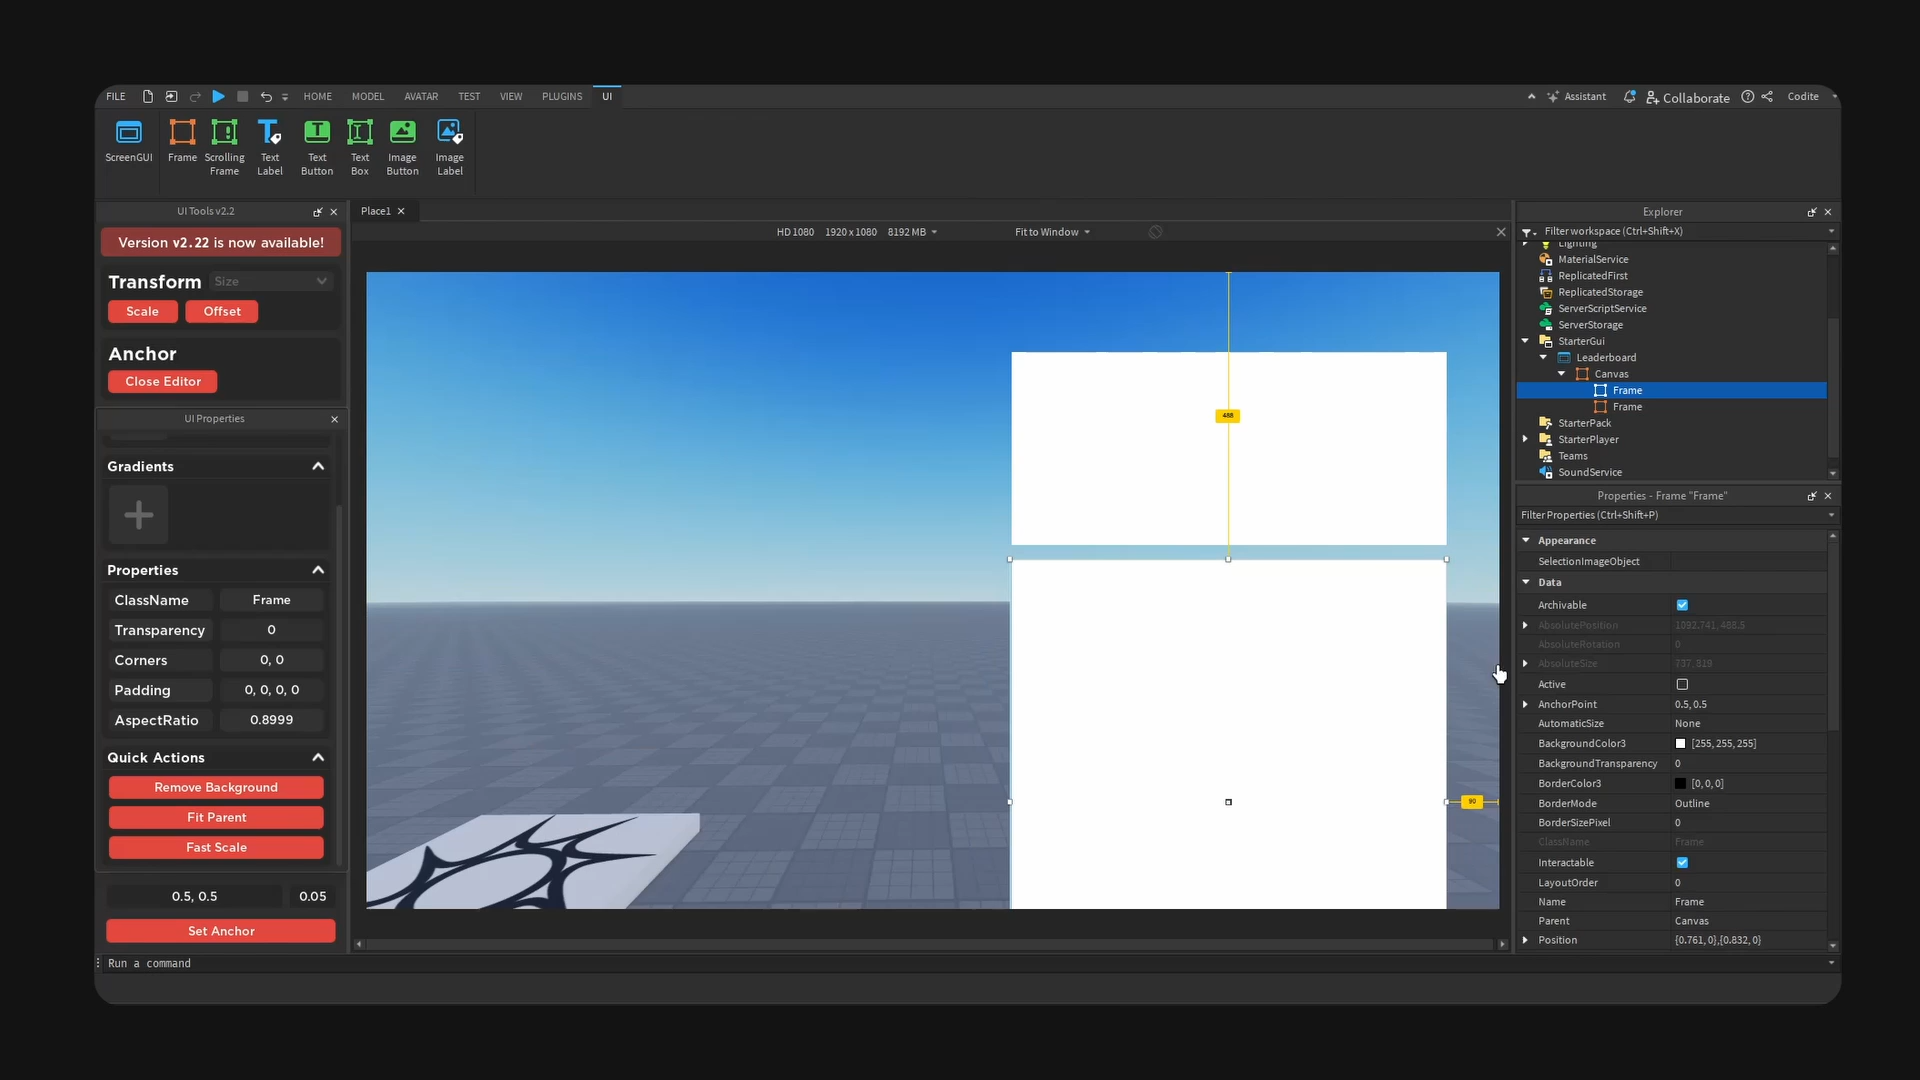 FILE
HOME
MODEL
AVATAR
TEST
VIEW
PLUGINS
UI
Assistant
Collaborate
Codite
ScreenGUI
Frame
Scrolling
Frame
Text
Label
Text
Button
Text
Box
Image
Button
Image
Label
UI Tools v2.2
Version v2.22 is now available!
Transform
Size
Scale
Offset
Anchor
Close Editor
UI Properties
Gradients
Properties
ClassName
Frame
Transparency
0
Corners
0, 0
Padding
0, 0, 0, 0
AspectRatio
0.8999
Quick Actions
Remove Background
Fit Parent
Fast Scale
0.5, 0.5
0.05
Set Anchor
Run a command
Place1
HD 1080
1920 x 1080
8192 MB
Fit to Window
488
90
Explorer
Filter workspace (Ctrl+Shift+X)
Lighting
MaterialService
ReplicatedFirst
ReplicatedStorage
ServerScriptService
ServerStorage
StarterGui
Leaderboard
Canvas
Frame
Frame
StarterPack
StarterPlayer
Teams
SoundService
Properties - Frame "Frame"
Filter Properties (Ctrl+Shift+P)
Appearance
SelectionImageObject
Data
Archivable
AbsolutePosition
1092.741, 488.5
AbsoluteRotation
0
AbsoluteSize
737, 819
Active
AnchorPoint
0.5, 0.5
AutomaticSize
None
BackgroundColor3
[255, 255, 255]
BackgroundTransparency
0
BorderColor3
[0, 0, 0]
BorderMode
Outline
BorderSizePixel
0
ClassName
Frame
Interactable
LayoutOrder
0
Name
Frame
Parent
Canvas
Position
{0.761, 0},{0.832, 0}